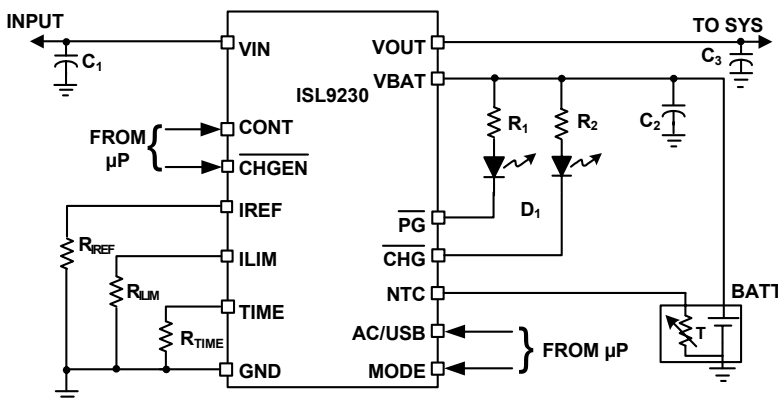 INPUT
TO SYS
C1
VIN
VOUT
C3
VBAT
ISL9230
R1
R2
C2
FROM
µP
CONT
CHGEN
IREF
PG
D1
RIREF
CHG
ILIM
RILIM
NTC
BATT
TIME
RTIME
AC/USB
T
FROM µP
GND
MODE